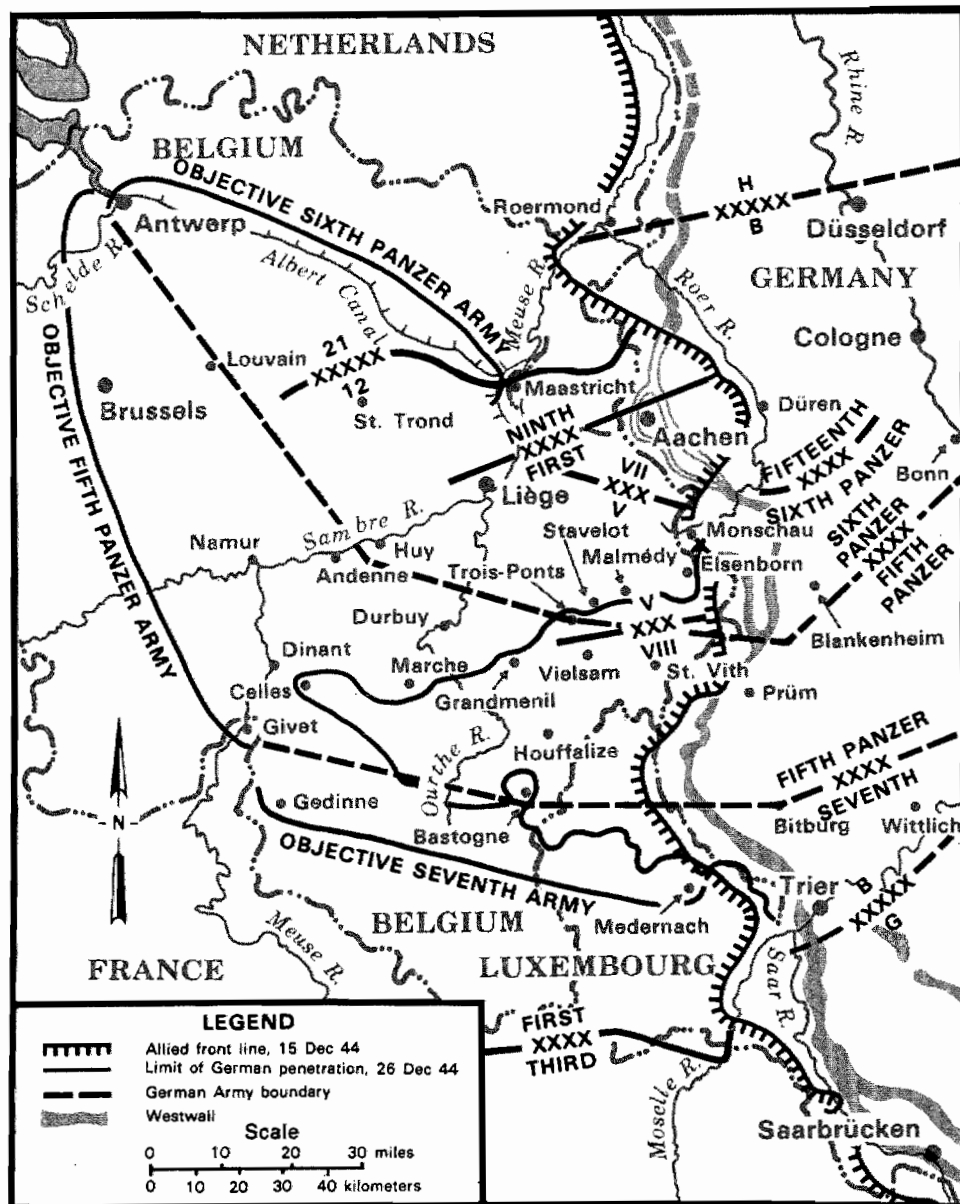 NETHERLANDS
Rhine R.
BELGIUM
OBJECTIVE SIXTH PANZER ARMY
H
XXXXX
B
Roermond
Antwerp
Düsseldorf
Schelde R.
Albert Canal
Meuse R.
Roer R.
GERMANY
OBJECTIVE FIFTH PANZER ARMY
Louvain
21
XXXXX
12
Cologne
Brussels
St. Trond
Maastricht
Düren
NINTH
XXXX
FIRST
Aachen
FIFTEENTH
XXXX
SIXTH PANZER
Bonn
VII
XXX
V
Liège
SIXTH
PANZER
XXXX
FIFTH
PANZER
Stavelot
Monschau
Namur
Sambre R.
Huy
Malmédy
Elsenborn
Andenne
Trois-Ponts
Durbuy
V
XXX
VIII
Blankenheim
Dinant
Marche
Vielsam
St. Vith
Celles
Grandmenil
Prüm
Givet
Ourthe R.
Houffalize
FIFTH PANZER
XXXX
SEVENTH
N
Gedinne
Bastogne
Bitburg
Wittlich
OBJECTIVE SEVENTH ARMY
Trier
B
XXXXX
G
Medernach
BELGIUM
Meuse R.
FRANCE
LUXEMBOURG
Saar R.
FIRST
XXXX
THIRD
Moselle R.
Saarbrücken
LEGEND
Allied front line, 15 Dec 44
Limit of German penetration, 26 Dec 44
German Army boundary
Westwall
Scale
0 10 20 30 miles
0 10 20 30 40 kilometers